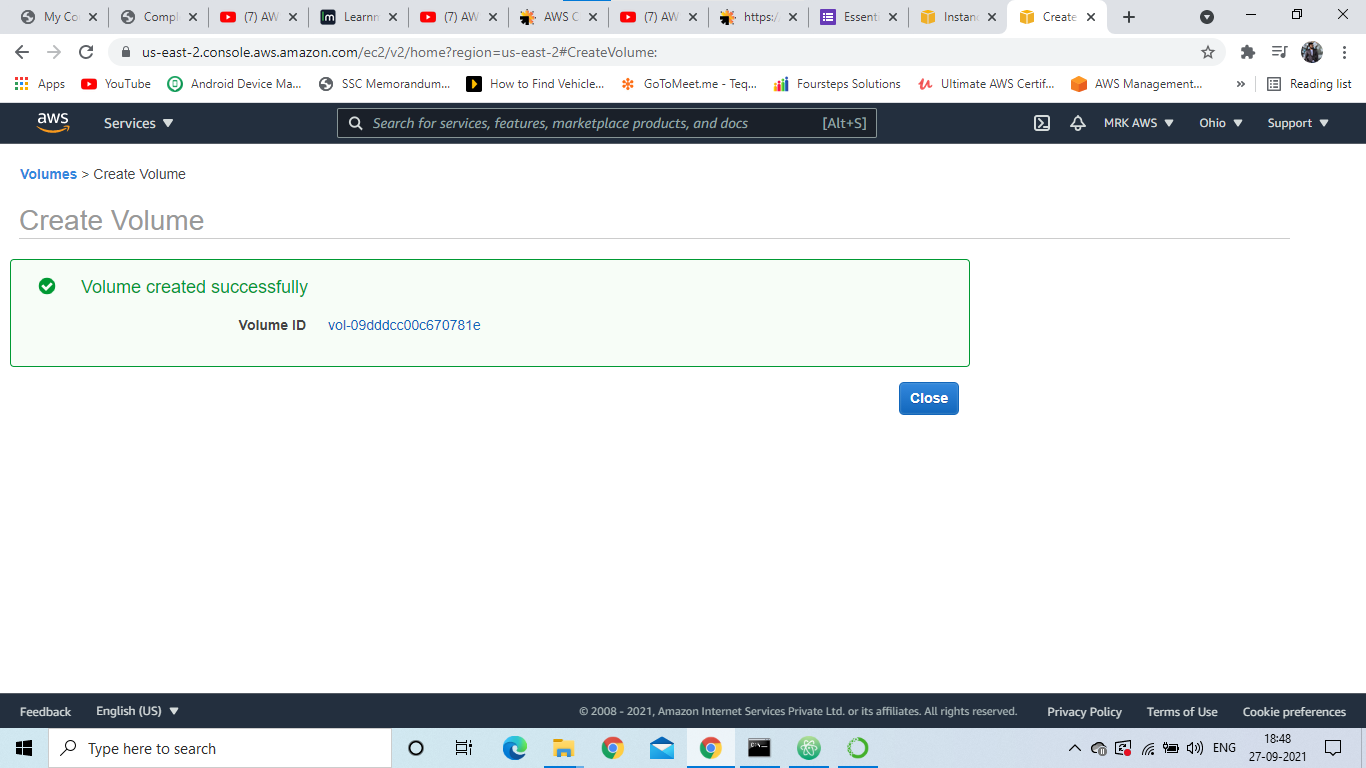 My Co
Compl
(7) AW
Learnn
(7) AW
AWS C
(7) AW
https:/
Essenti
Instanc
Create
us-east-2.console.aws.amazon.com/ec2/v2/home?region=us-east-2#CreateVolume:
Apps
YouTube
Android Device Ma...
SSC Memorandum...
How to Find Vehicle...
GoToMeet.me - Teq...
Foursteps Solutions
Ultimate AWS Certif...
AWS Management...
»
Reading list
aws
Services
Search for services, features, marketplace products, and docs
[Alt+S]
MRK AWS
Ohio
Support
Volumes > Create Volume
Create Volume
Volume created successfully
Volume ID vol-09dddcc00c670781e
Close
Feedback
English (US)
© 2008 - 2021, Amazon Internet Services Private Ltd. or its affiliates. All rights reserved.
Privacy Policy
Terms of Use
Cookie preferences
Type here to search
ENG
18:48
27-09-2021